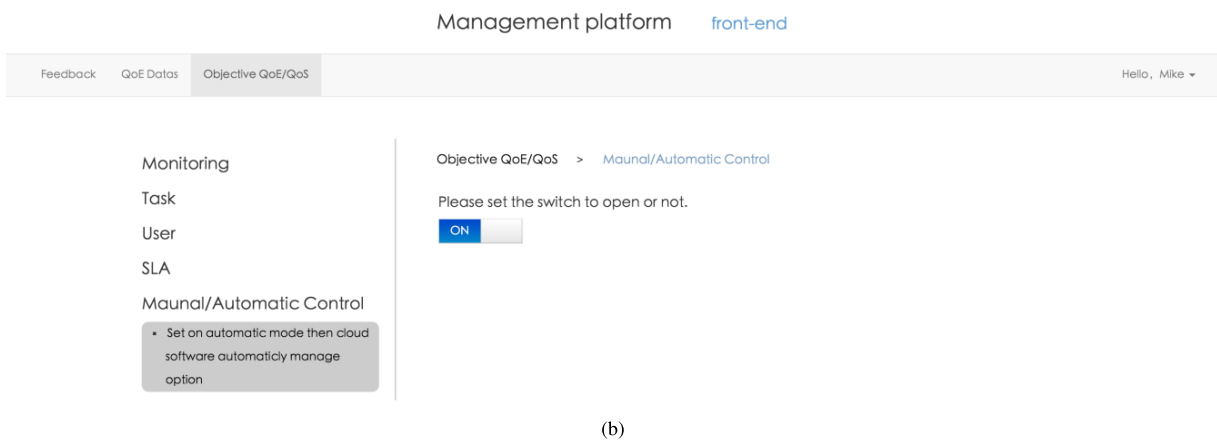 Management platform front-end
Feedback QoE Datas Objective QoE/QoS Hello, Mike
Monitoring
Task
User
SLA
Maunal/Automatic Control
▪ Set on automatic mode then cloud
software automaticly manage
option
Objective QoE/QoS > Maunal/Automatic Control
Please set the switch to open or not.
ON
(b)